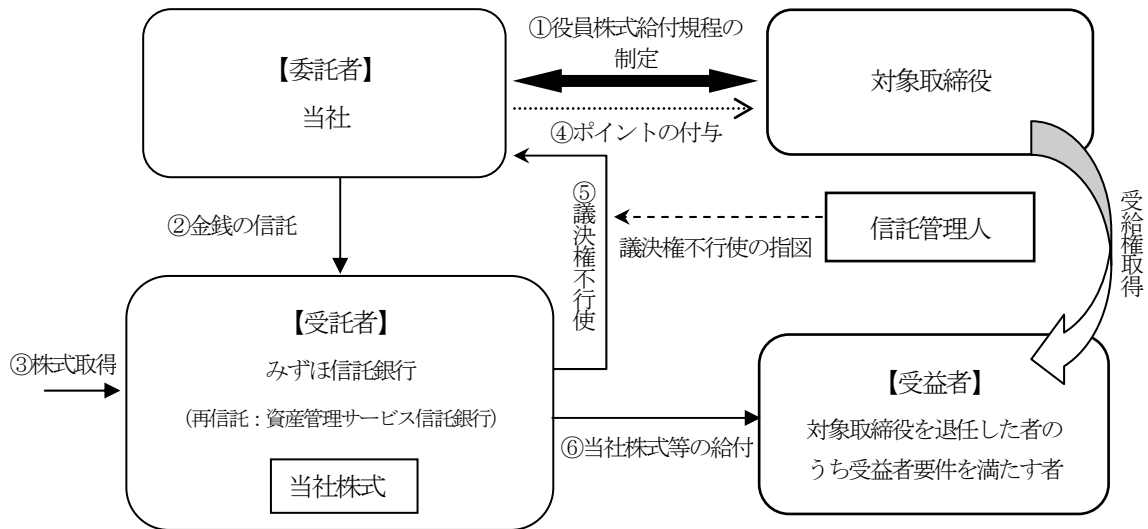 ①役員株式給付規程の
制定
【委託者】
当社
対象取締役
④ポイントの付与
②金銭の信託
⑤議決権不行使
議決権不行使の指図
信託管理人
受給権取得
③株式取得
【受託者】
みずほ信託銀行
(再信託：資産管理サービス信託銀行)
当社株式
⑥当社株式等の給付
【受益者】
対象取締役を退任した者の
うち受益者要件を満たす者